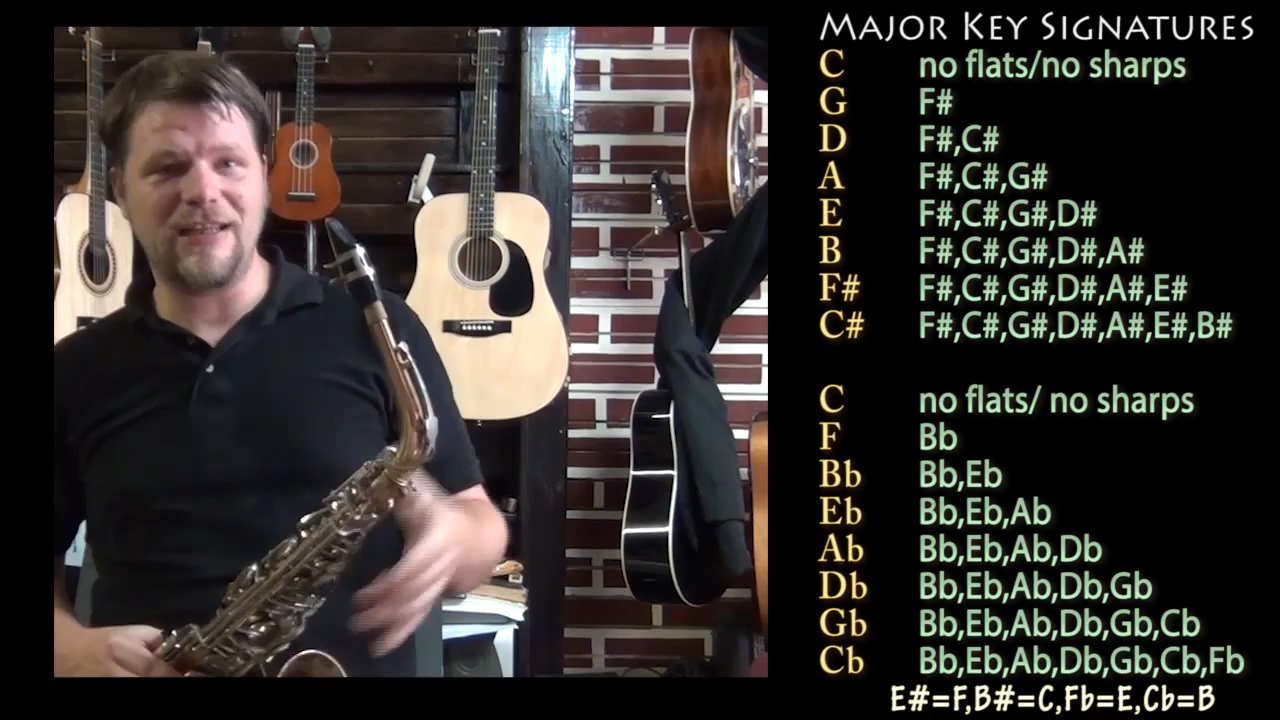 Major Key Signatures
C no flats/no sharps
G F#
D F#,C#
A F#,C#,G#
E F#,C#,G#,D#
B F#,C#,G#,D#,A#
F# F#,C#,G#,D#,A#,E#
C# F#,C#,G#,D#,A#,E#,B#
C no flats/ no sharps
F Bb
Bb Bb,Eb
Eb Bb,Eb,Ab
Ab Bb,Eb,Ab,Db
Db Bb,Eb,Ab,Db,Gb
Gb Bb,Eb,Ab,Db,Gb,Cb
Cb Bb,Eb,Ab,Db,Gb,Cb,Fb
E#=F,B#=C,Fb=E,Cb=B